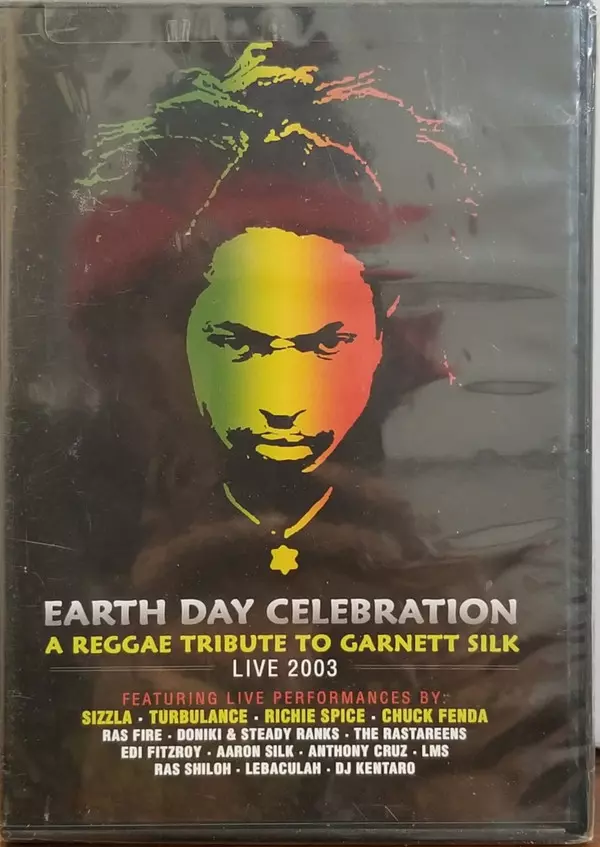 EARTH DAY CELEBRATION
A REGGAE TRIBUTE TO GARNETT SILK
LIVE 2003
FEATURING LIVE PERFORMANCES BY:
SIZZLA · TURBULANCE · RICHIE SPICE · CHUCK FENDA
RAS FIRE · DONIKI & STEADY RANKS · THE RASTAREENS
EDI FITZROY · AARON SILK · ANTHONY CRUZ · LMS
RAS SHILOH · LEBACULAH · DJ KENTARO